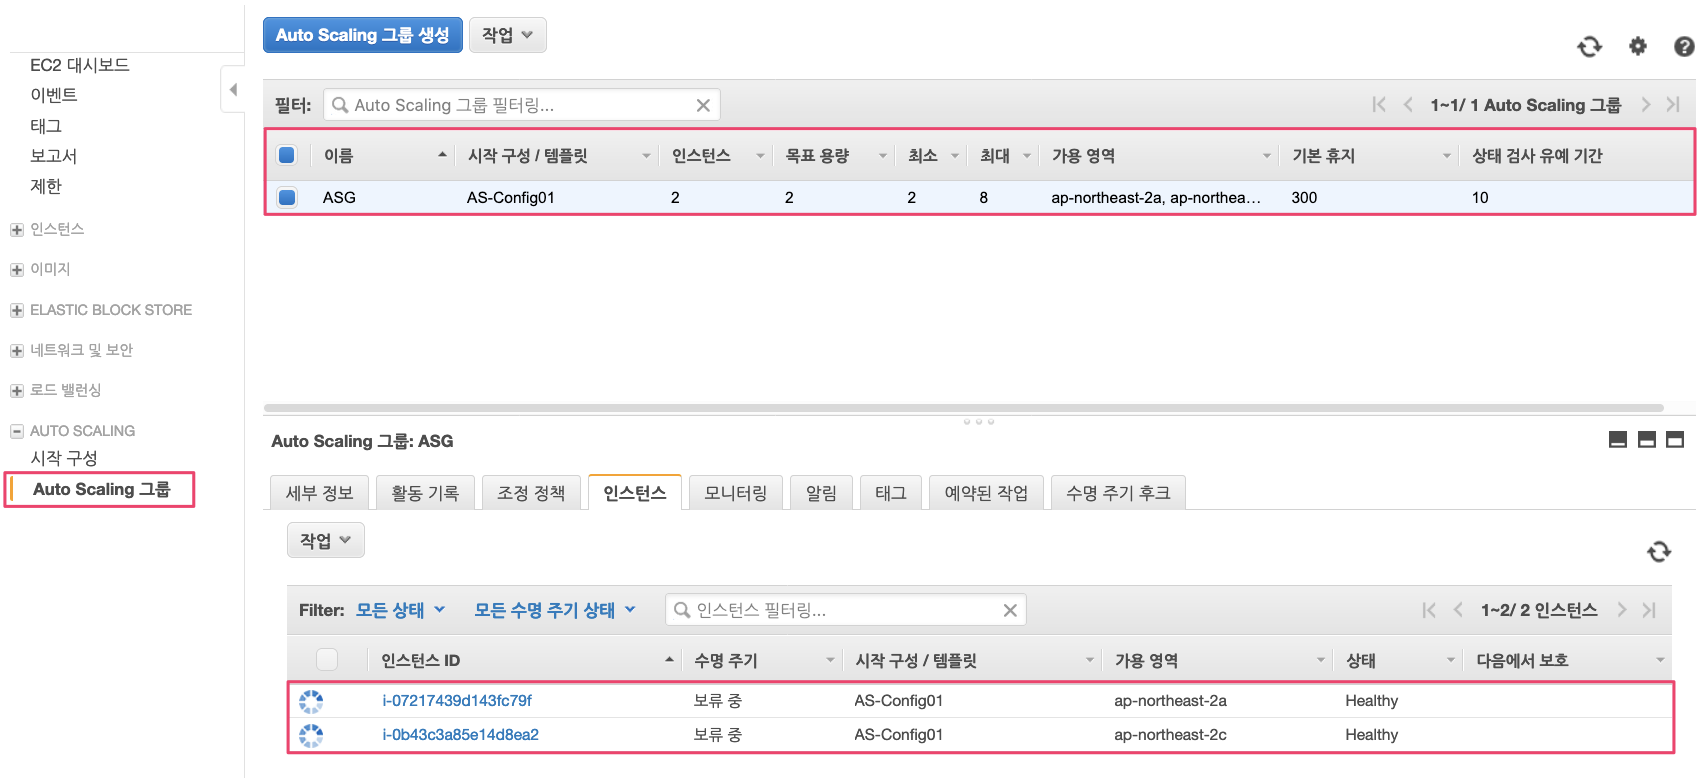 Auto Scaling 그룹 생성 작업
EC2 대시보드
이벤트
태그
보고서
제한
인스턴스
이미지
ELASTIC BLOCK STORE
네트워크 및 보안
로드 밸런싱
AUTO SCALING
시작 구성
Auto Scaling 그룹
필터: Auto Scaling 그룹 필터링... 1~1/ 1 Auto Scaling 그룹
이름 시작 구성 / 템플릿 인스턴스 목표 용량 최소 최대 가용 영역 기본 휴지 상태 검사 유예 기간
ASG AS-Config01 2 2 2 8 ap-northeast-2a, ap-northea... 300 10
Auto Scaling 그룹: ASG
세부 정보 활동 기록 조정 정책 인스턴스 모니터링 알림 태그 예약된 작업 수명 주기 후크
작업
Filter: 모든 상태 모든 수명 주기 상태 인스턴스 필터링... 1~2/ 2 인스턴스
인스턴스 ID 수명 주기 시작 구성 / 템플릿 가용 영역 상태 다음에서 보호
i-07217439d143fc79f 보류 중 AS-Config01 ap-northeast-2a Healthy
i-0b43c3a85e14d8ea2 보류 중 AS-Config01 ap-northeast-2c Healthy